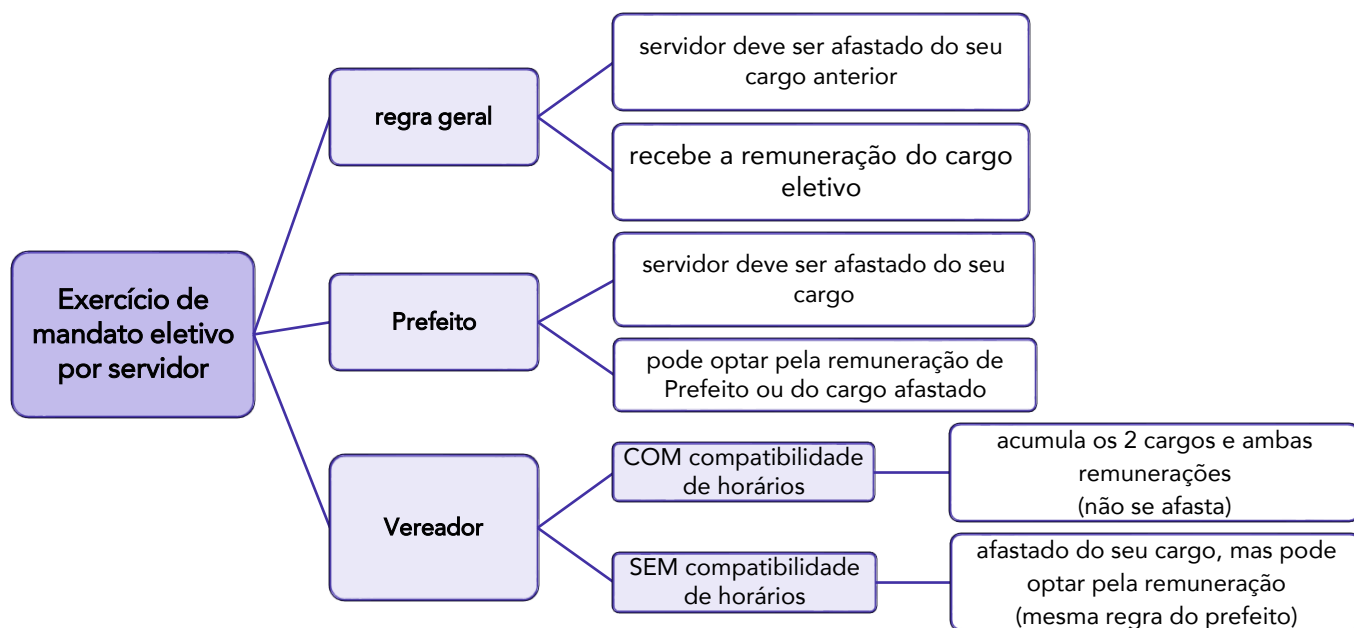 Exercício de
mandato eletivo
por servidor
regra geral
servidor deve ser afastado do seu
cargo anterior
recebe a remuneração do cargo
eletivo
Prefeito
servidor deve ser afastado do seu
cargo
pode optar pela remuneração de
Prefeito ou do cargo afastado
Vereador
COM compatibilidade
de horários
acumula os 2 cargos e ambas
remunerações
(não se afasta)
SEM compatibilidade
de horários
afastado do seu cargo, mas pode
optar pela remuneração
(mesma regra do prefeito)